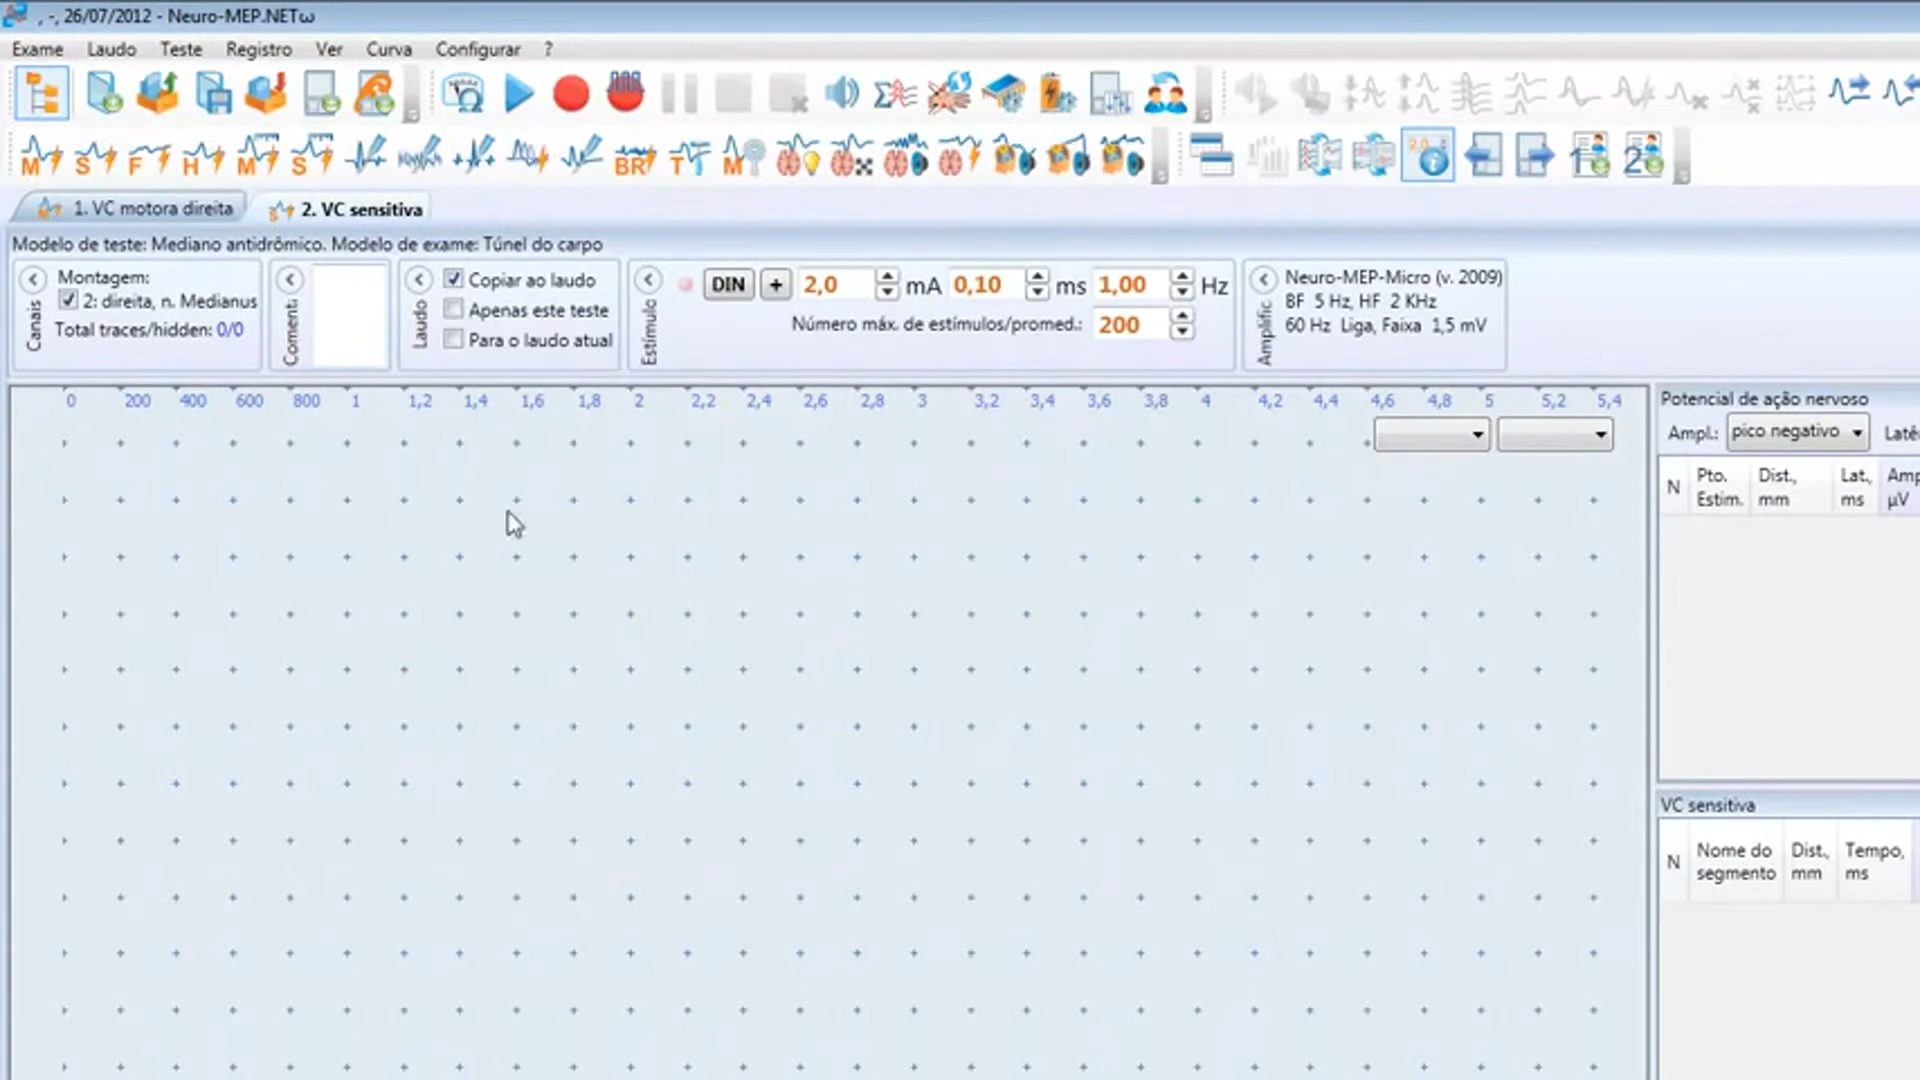 , -, 26/07/2012 - Neuro-MEP.NETω
Exame Laudo Teste Registro Ver Curva Configurar ?
M S F H M S BR T M 2,0 1 2
1. VC motora direita 2. VC sensitiva
Modelo de teste: Mediano antidrômico. Modelo de exame: Túnel do carpo
Canais
Montagem:
2: direita, n. Medianus
Total traces/hidden: 0/0
Coment:
Laudo
Copiar ao laudo
Apenas este teste
Para o laudo atual
Estímulo
DIN + 2,0 mA 0,10 ms 1,00 Hz
Número máx. de estímulos/promed.: 200
Amplific
Neuro-MEP-Micro (v. 2009)
BF 5 Hz, HF 2 KHz
60 Hz Liga, Faixa 1,5 mV
0 200 400 600 800 1 1,2 1,4 1,6 1,8 2 2,2 2,4 2,6 2,8 3 3,2 3,4 3,6 3,8 4 4,2 4,4 4,6 4,8 5 5,2 5,4
Potencial de ação nervoso
Ampl.: pico negativo Latê
N Pto. Estim. Dist., mm Lat., ms Amp µV
VC sensitiva
N Nome do segmento Dist., mm Tempo, ms